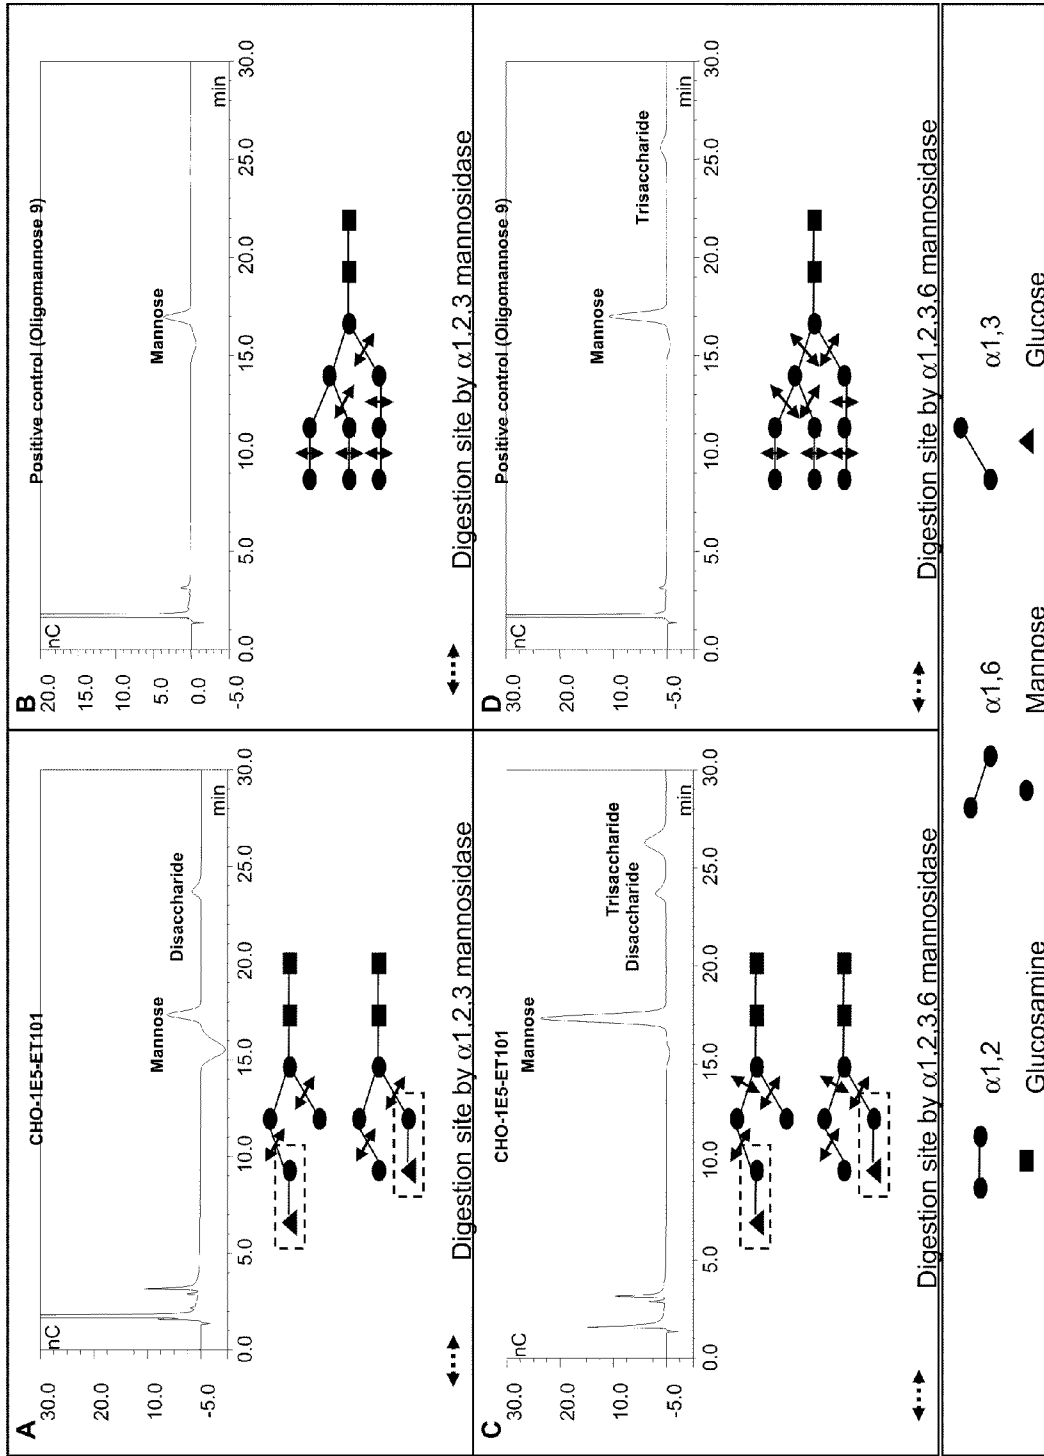 A
CHO-1E5-ET101
30.0
20.0
10.0
-5.0
nC
Mannose
Disaccharide
min
0.0 5.0 10.0 15.0 20.0 25.0 30.0
Digestion site by α1,2,3 mannosidase
B
Positive control (Oligomannose 9)
20.0
15.0
10.0
5.0
0.0
-5.0
nC
Mannose
min
0.0 5.0 10.0 15.0 20.0 25.0 30.0
Digestion site by α1,2,3 mannosidase
C
CHO-1E5-ET101
30.0
20.0
10.0
-5.0
nC
Mannose
Trisaccharide
Disaccharide
min
0.0 5.0 10.0 15.0 20.0 25.0 30.0
Digestion site by α1,2,3,6 mannosidase
D
Positive control (Oligomannose 9)
30.0
20.0
10.0
-5.0
nC
Mannose
Trisaccharide
min
0.0 5.0 10.0 15.0 20.0 25.0 30.0
Digestion site by α1,2,3,6 mannosidase
α1,2 α1,6 α1,3
Glucosamine Mannose Glucose